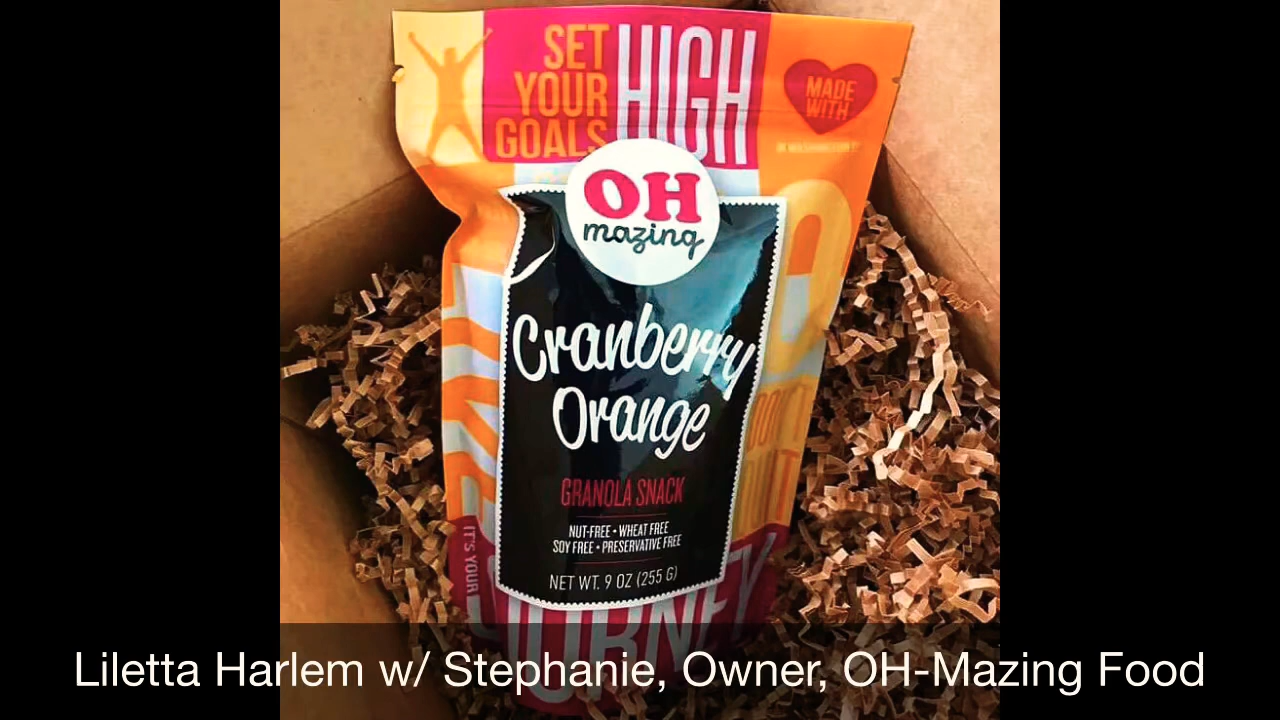 SET
YOUR
GOALS
HIGH
MADE
WITH
OH
mazing
Cranberry
Orange
GRANOLA SNACK
NUT-FREE • WHEAT FREE
SOY FREE • PRESERVATIVE FREE
NET WT. 9 OZ (255 G)
IT'S YOUR
JOURNEY
Liletta Harlem w/ Stephanie, Owner, OH-Mazing Food